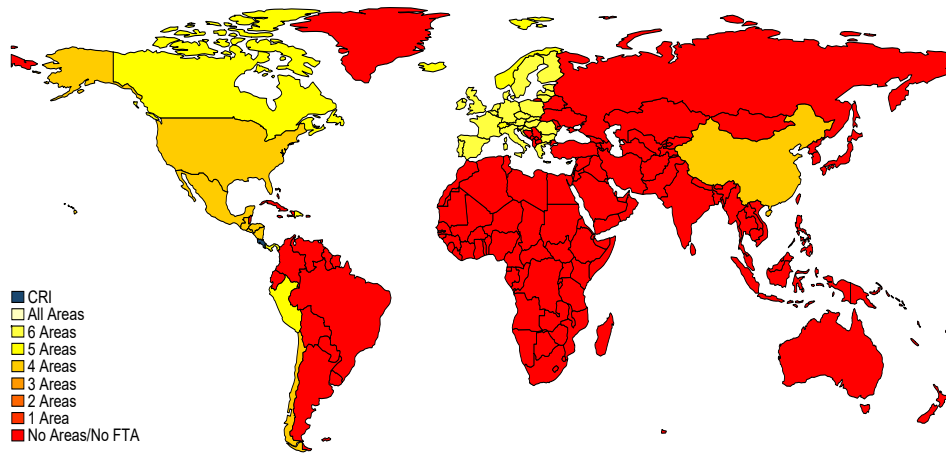 CRI
All Areas
6 Areas
5 Areas
4 Areas
3 Areas
2 Areas
1 Area
No Areas/No FTA